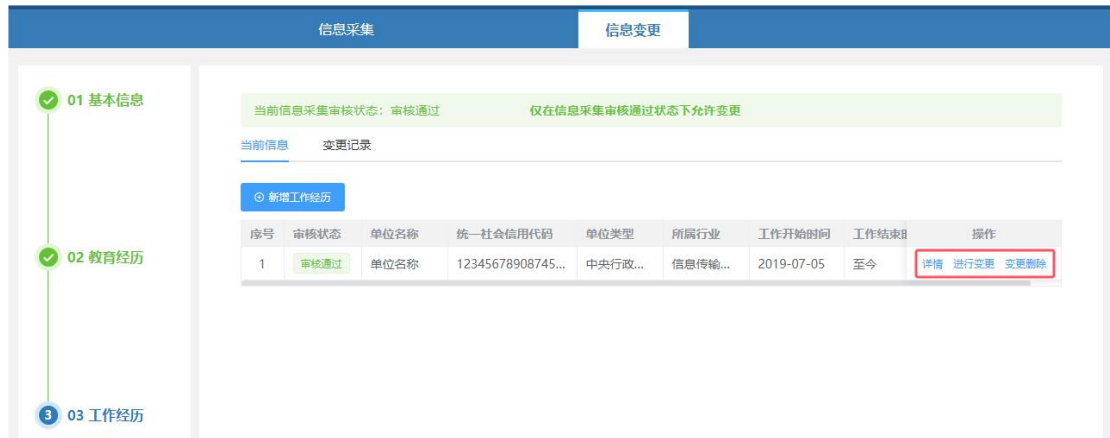 信息采集 信息变更
01 基本信息
当前信息采集审核状态：审核通过 仅在信息采集审核通过状态下允许变更
当前信息 变更记录
新增工作经历
序号 审核状态 单位名称 统一社会信用代码 单位类型 所属行业 工作开始时间 工作结束时 操作
02 教育经历
1 审核通过 单位名称 12345678908745... 中央行政... 信息传输... 2019-07-05 至今 详情 进行变更 变更删除
3 03 工作经历